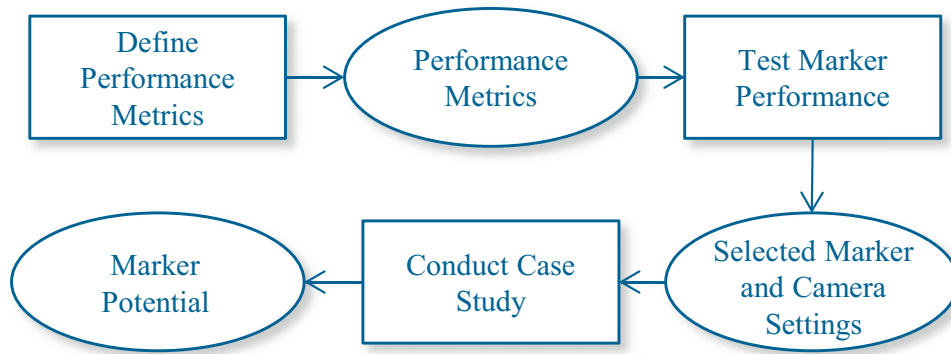 Define
Performance
Metrics
Performance
Metrics
Test Marker
Performance
Marker
Potential
Conduct Case
Study
Selected Marker
and Camera
Settings